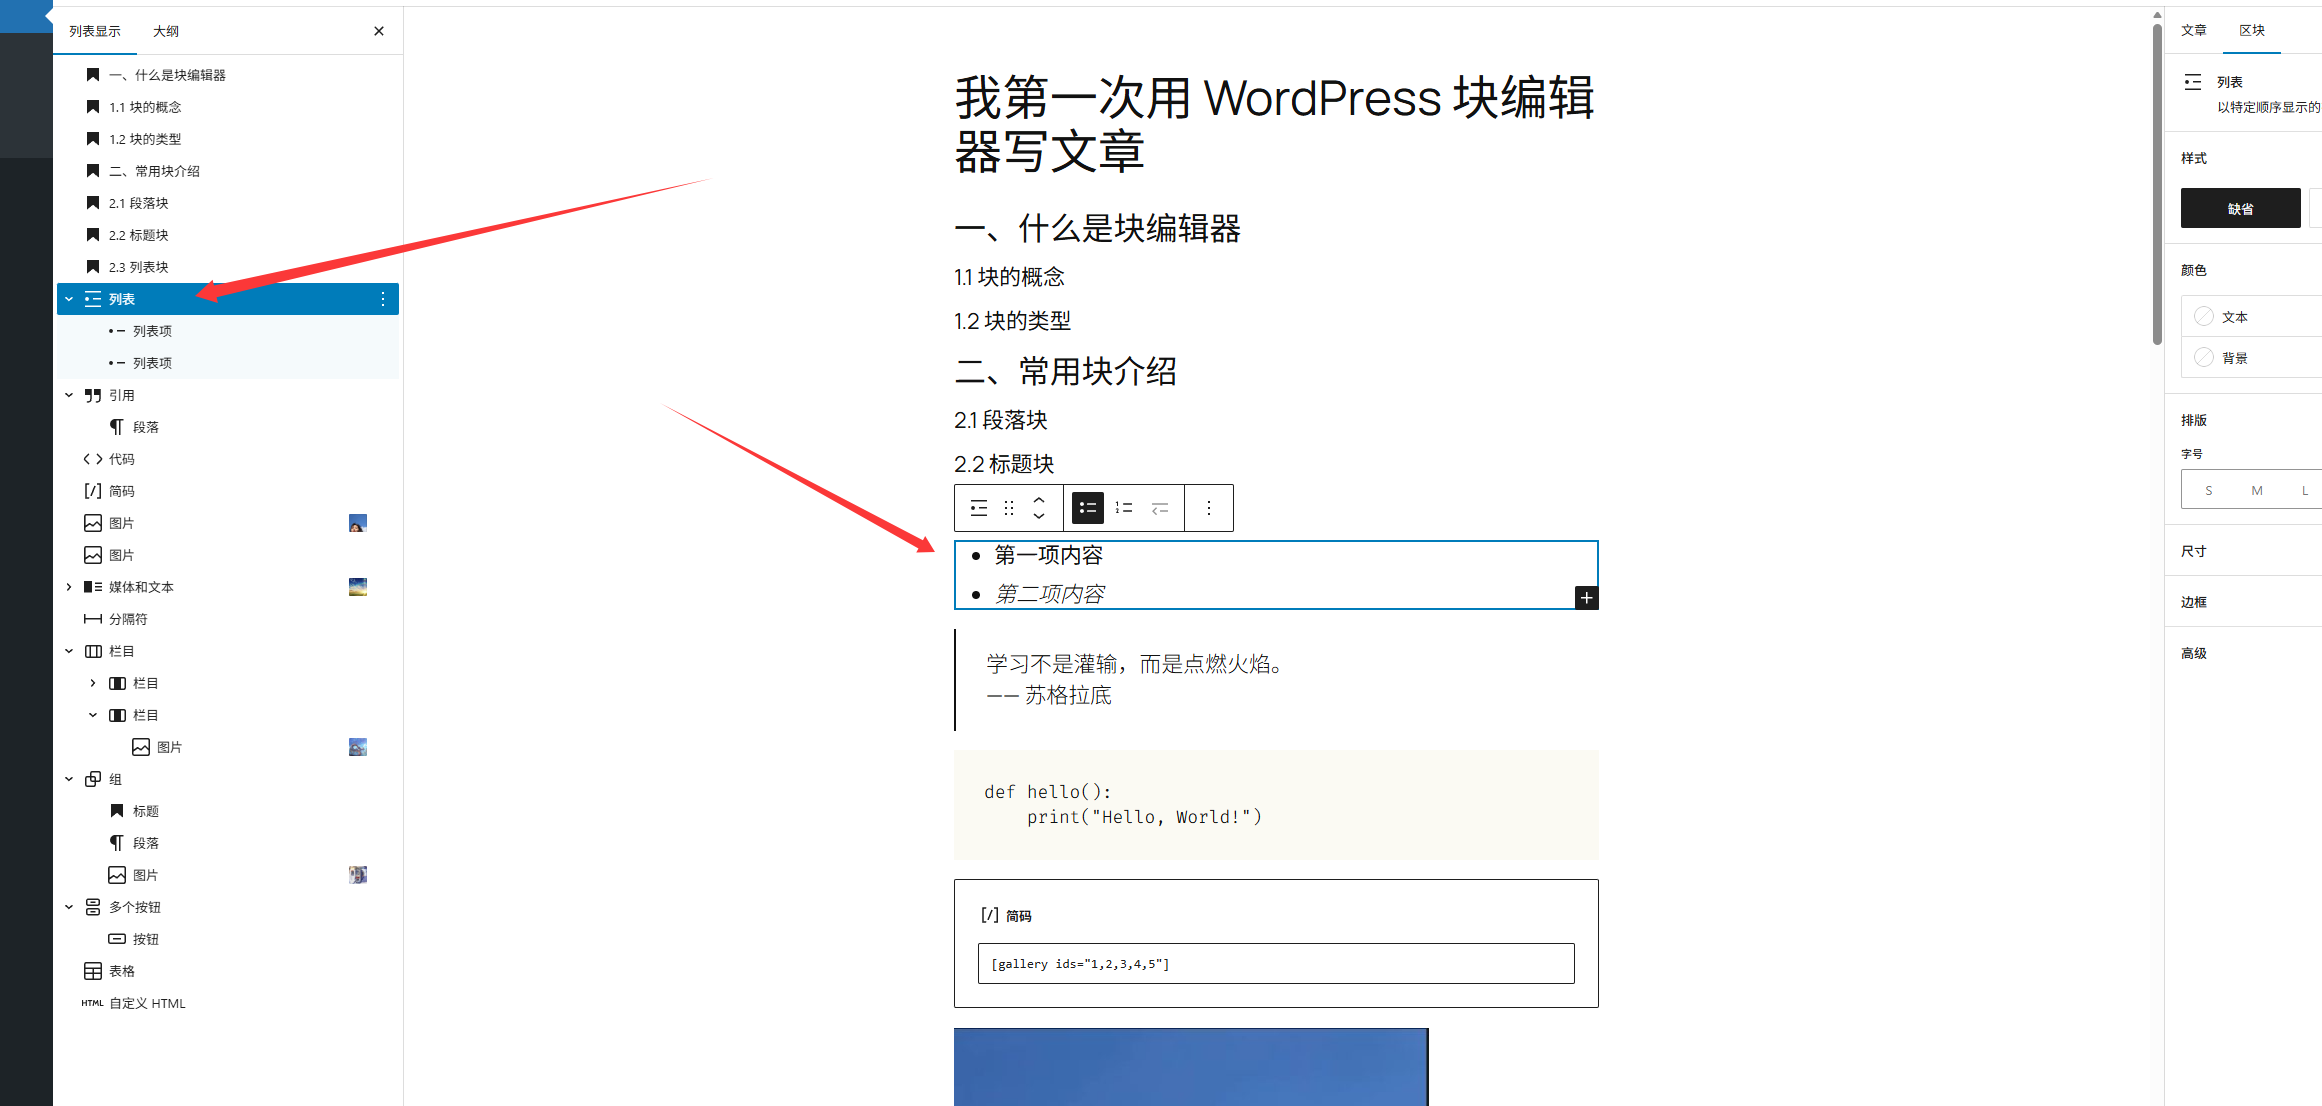 列表显示 大纲
一、什么是块编辑器
1.1 块的概念
1.2 块的类型
二、常用块介绍
2.1 段落块
2.2 标题块
2.3 列表块
列表
列表项
列表项
引用
段落
代码
简码
图片
图片
媒体和文本
分隔符
栏目
栏目
栏目
图片
组
标题
段落
图片
多个按钮
按钮
表格
HTML 自定义 HTML
我第一次用 WordPress 块编辑
器写文章
一、什么是块编辑器
1.1 块的概念
1.2 块的类型
二、常用块介绍
2.1 段落块
2.2 标题块
第一项内容
第二项内容
学习不是灌输，而是点燃火焰。
—— 苏格拉底
def hello():
    print("Hello, World!")
[/] 简码
[gallery ids="1,2,3,4,5"]
文章 区块
列表
以特定顺序显示的
样式
缺省
颜色
文本
背景
排版
字号
S M L
尺寸
边框
高级